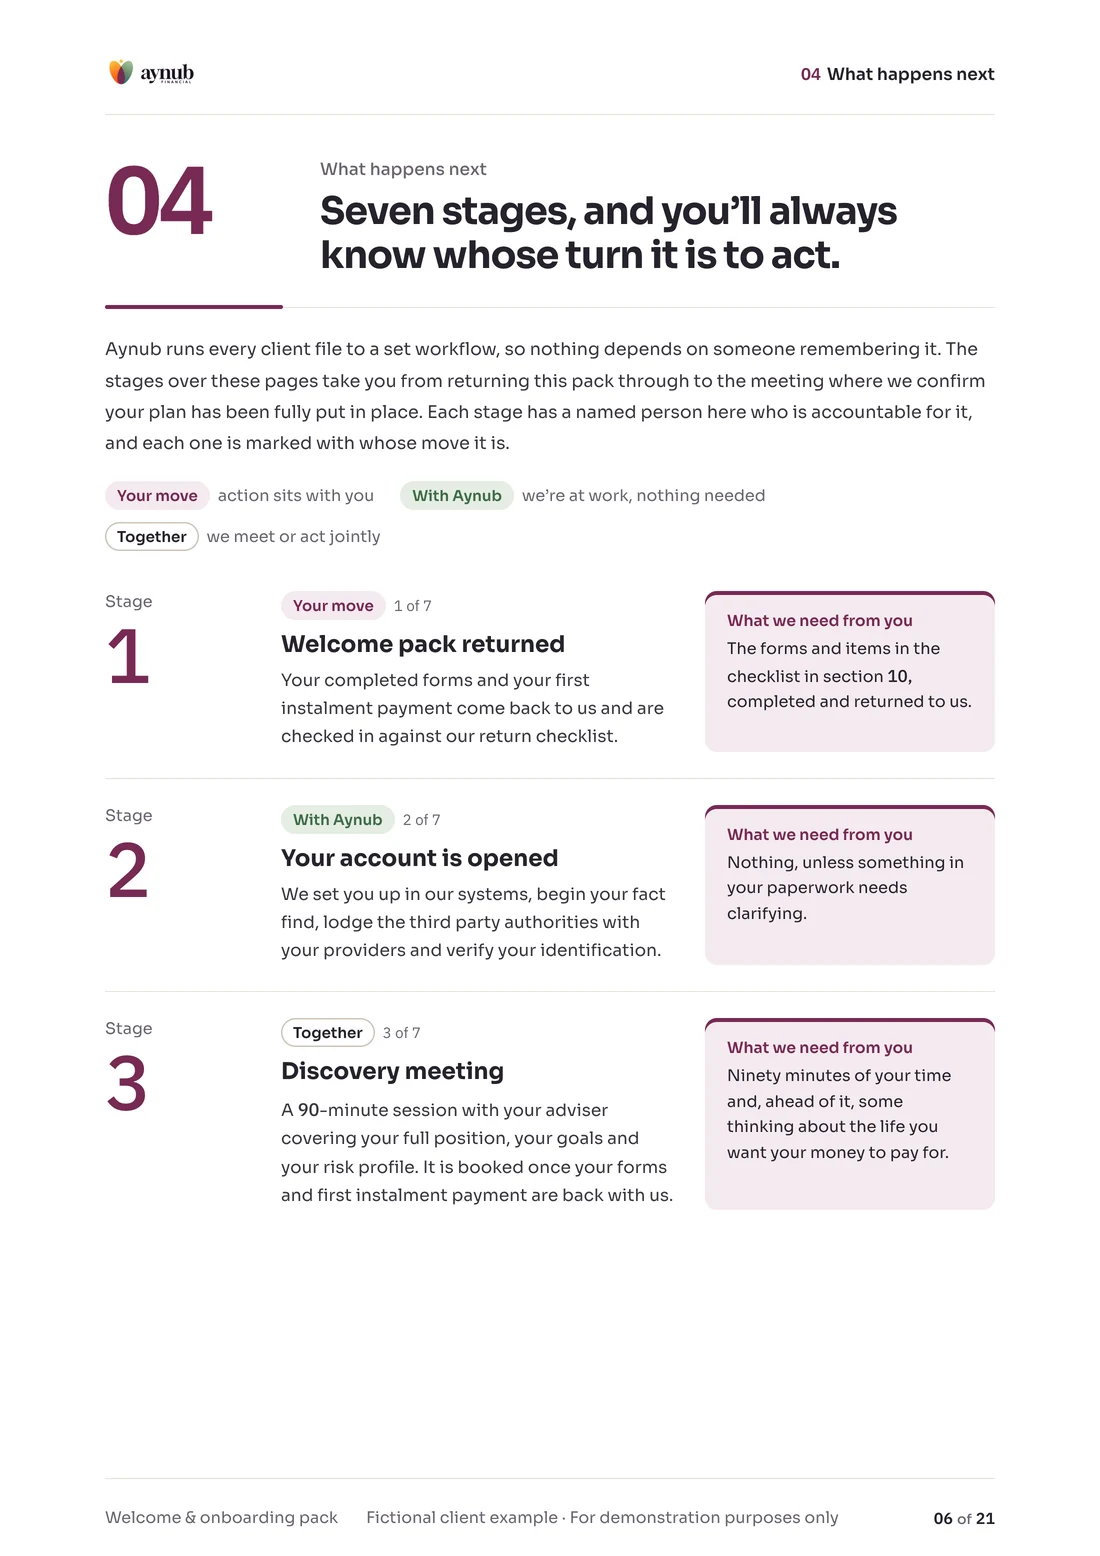 aynub
FINANCIAL
04 What happens next
04
What happens next
Seven stages, and you’ll always
know whose turn it is to act.
Aynub runs every client file to a set workflow, so nothing depends on someone remembering it. The
stages over these pages take you from returning this pack through to the meeting where we confirm
your plan has been fully put in place. Each stage has a named person here who is accountable for it,
and each one is marked with whose move it is.
Your move action sits with you With Aynub we’re at work, nothing needed
Together we meet or act jointly
Stage
1
Your move 1 of 7
Welcome pack returned
Your completed forms and your first
instalment payment come back to us and are
checked in against our return checklist.
What we need from you
The forms and items in the
checklist in section 10,
completed and returned to us.
Stage
2
With Aynub 2 of 7
Your account is opened
We set you up in our systems, begin your fact
find, lodge the third party authorities with
your providers and verify your identification.
What we need from you
Nothing, unless something in
your paperwork needs
clarifying.
Stage
3
Together 3 of 7
Discovery meeting
A 90-minute session with your adviser
covering your full position, your goals and
your risk profile. It is booked once your forms
and first instalment payment are back with us.
What we need from you
Ninety minutes of your time
and, ahead of it, some
thinking about the life you
want your money to pay for.
Welcome & onboarding pack Fictional client example · For demonstration purposes only 06 of 21